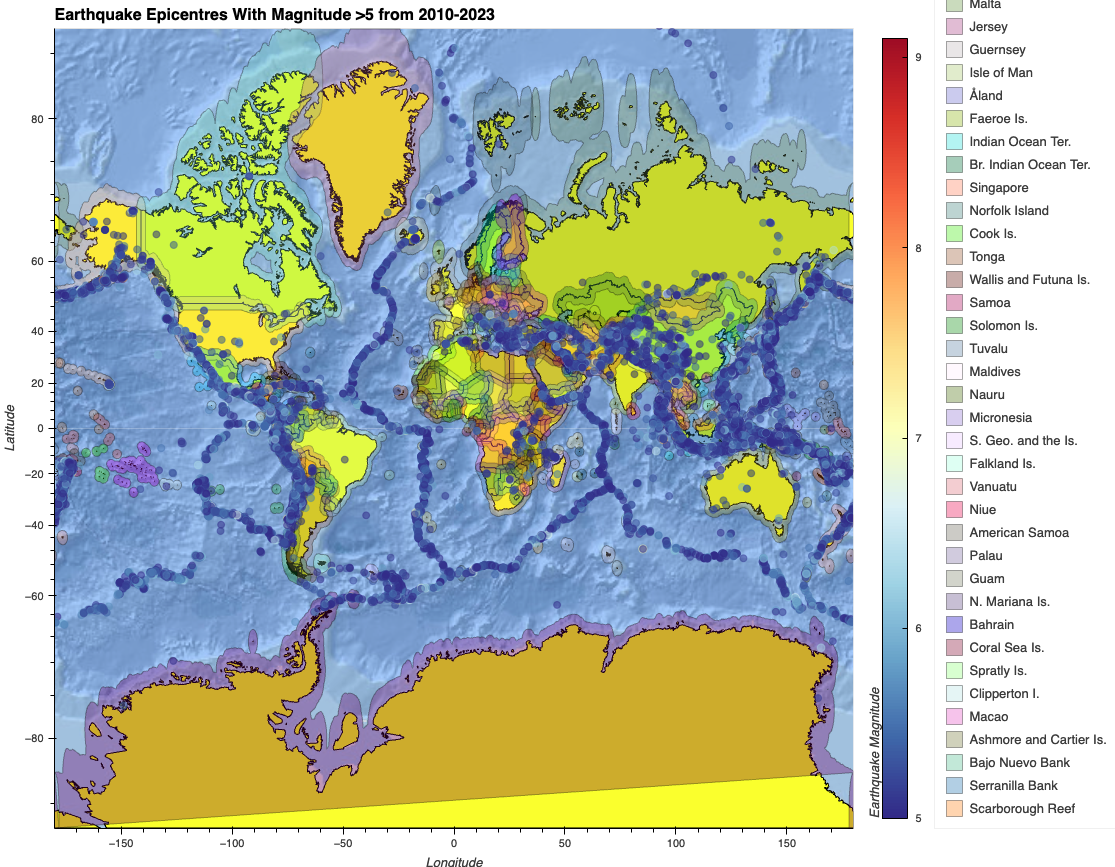 Earthquake Epicentres With Magnitude >5 from 2010-2023
Latitude
80
60
40
20
0
−20
−40
−60
−80
−150
−100
−50
0
50
100
150
Longitude
9
8
7
6
5
Earthquake Magnitude
Malta
Jersey
Guernsey
Isle of Man
Åland
Faeroe Is.
Indian Ocean Ter.
Br. Indian Ocean Ter.
Singapore
Norfolk Island
Cook Is.
Tonga
Wallis and Futuna Is.
Samoa
Solomon Is.
Tuvalu
Maldives
Nauru
Micronesia
S. Geo. and the Is.
Falkland Is.
Vanuatu
Niue
American Samoa
Palau
Guam
N. Mariana Is.
Bahrain
Coral Sea Is.
Spratly Is.
Clipperton I.
Macao
Ashmore and Cartier Is.
Bajo Nuevo Bank
Serranilla Bank
Scarborough Reef